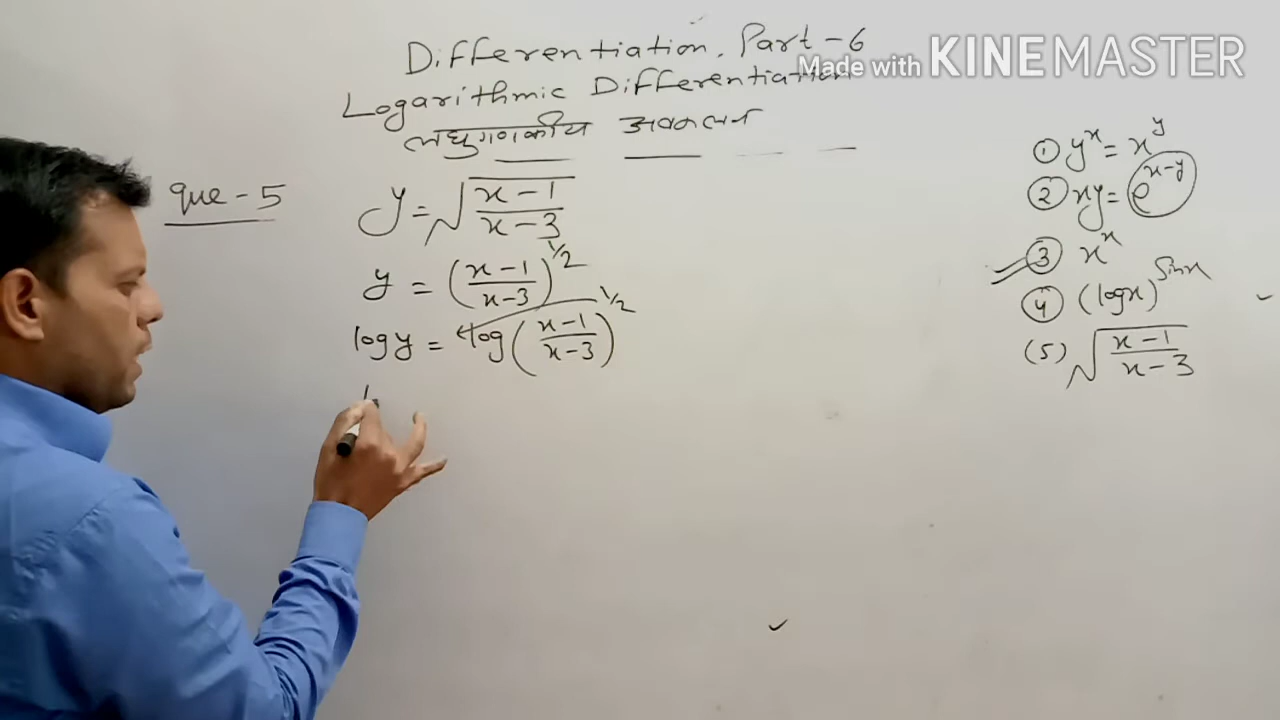 Differentiation. Part - 6
Made with KINEMASTER
Logarithmic Differentiation
लघुगणकीय अवकलन
que - 5
y = √((x - 1)/(x - 3))
y = ((x - 1)/(x - 3))^1/2
log y = log ((x - 1)/(x - 3))^1/2
① y^x = x^y
② xy = e^(x-y)
③ x^x
④ (log x)^sin x
(5) √((x - 1)/(x - 3))